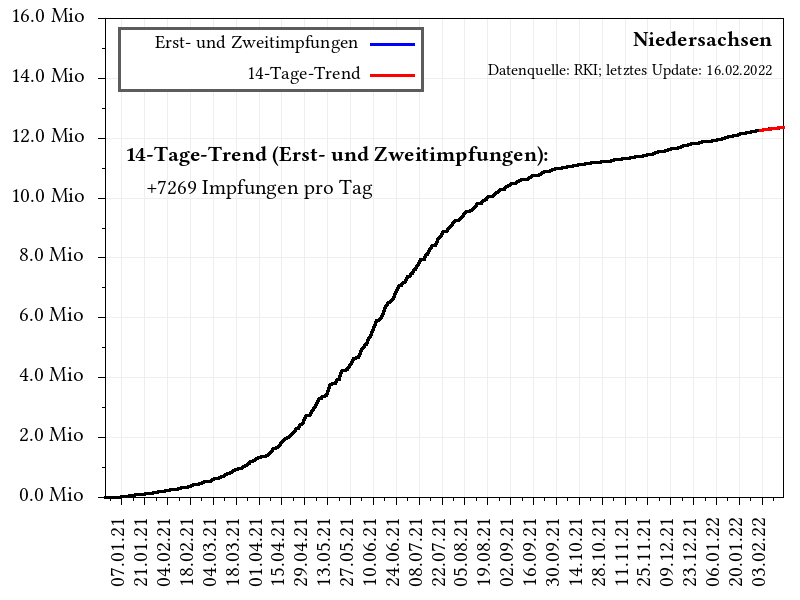 16.0 Mio
14.0 Mio
12.0 Mio
10.0 Mio
8.0 Mio
6.0 Mio
4.0 Mio
2.0 Mio
0.0 Mio
Erst- und Zweitimpfungen
14-Tage-Trend
Niedersachsen
Datenquelle: RKI; letztes Update: 16.02.2022
14-Tage-Trend (Erst- und Zweitimpfungen):
+7269 Impfungen pro Tag
07.01.21
21.01.21
04.02.21
18.02.21
04.03.21
18.03.21
01.04.21
15.04.21
29.04.21
13.05.21
27.05.21
10.06.21
24.06.21
08.07.21
22.07.21
05.08.21
19.08.21
02.09.21
16.09.21
30.09.21
14.10.21
28.10.21
11.11.21
25.11.21
09.12.21
23.12.21
06.01.22
20.01.22
03.02.22